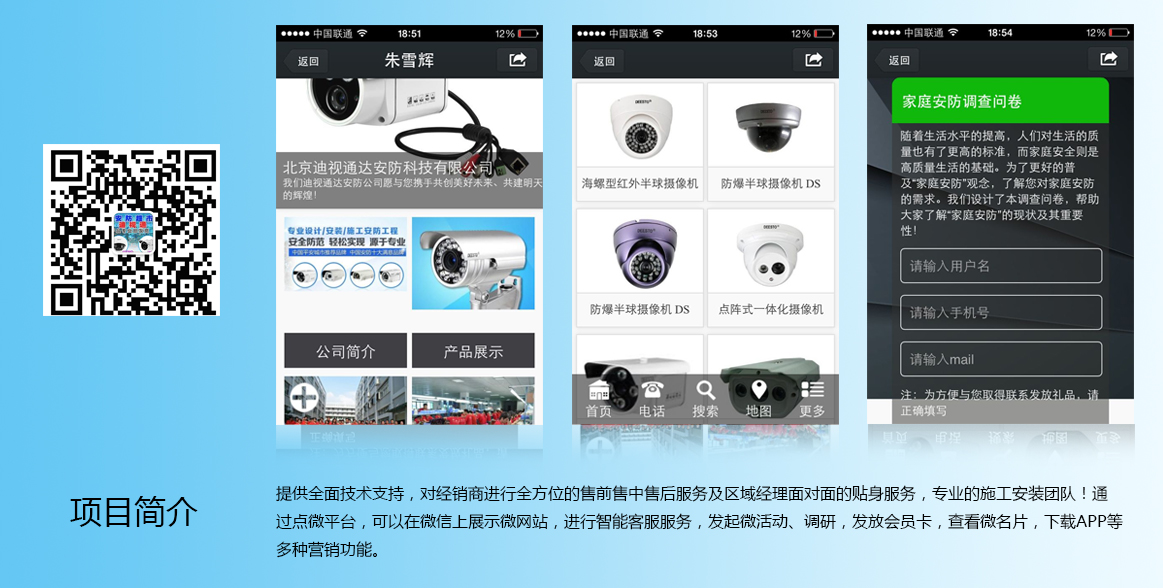 中国联通 18:51 12%
返回 朱雪辉
北京迪视通达安防科技有限公司
我们迪视通达安防公司愿与您携手共创美好未来、共建明天
的辉煌！
专业设计/安装/施工安防工程
安全防范 轻松实现 源于专业
公司简介 产品展示
中国联通 18:53 12%
返回
海螺型红外半球摄像机 防爆半球摄像机 DS
防爆半球摄像机 DS 点阵式一体化摄像机
首页 电话 搜索 地图 更多
中国联通 18:54 12%
返回
家庭安防调查问卷
随着生活水平的提高，人们对生活的质
量也有了更高的标准，而家庭安全则是
高质量生活的基础。为了更好的普
及“家庭安防”观念，了解您对家庭安防
的需求。我们设计了本调查问卷，帮助
大家了解“家庭安防”的现状及其重要
性！
请输入用户名
请输入手机号
请输入mail
注：为方便与您取得联系发放礼品，请
正确填写
安防超市
项目简介
提供全面技术支持，对经销商进行全方位的售前售中售后服务及区域经理面对面的贴身服务，专业的施工安装团队！通
过点微平台，可以在微信上展示微网站，进行智能客服服务，发起微活动、调研，发放会员卡，查看微名片，下载APP等
多种营销功能。